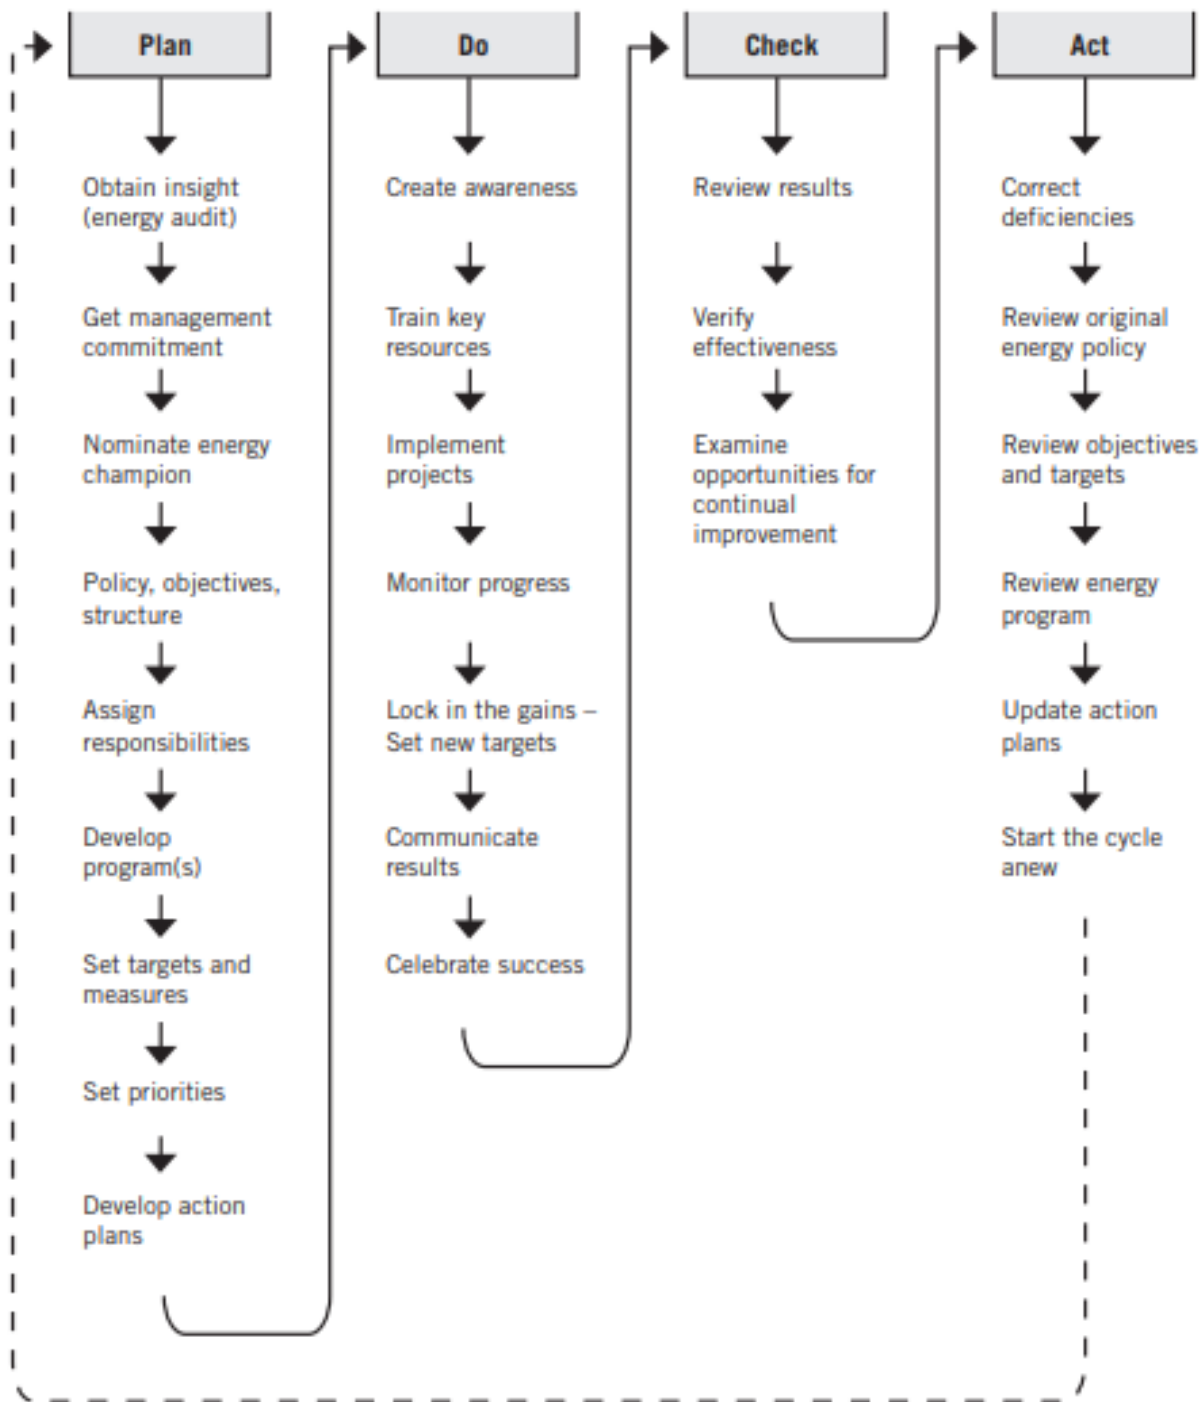 Plan
Obtain insight
(energy audit)
Get management
commitment
Nominate energy
champion
Policy, objectives,
structure
Assign
responsibilities
Develop
program(s)
Set targets and
measures
Set priorities
Develop action
plans
Do
Create awareness
Train key
resources
Implement
projects
Monitor progress
Lock in the gains –
Set new targets
Communicate
results
Celebrate success
Check
Review results
Verify
effectiveness
Examine
opportunities for
continual
improvement
Act
Correct
deficiencies
Review original
energy policy
Review objectives
and targets
Review energy
program
Update action
plans
Start the cycle
anew